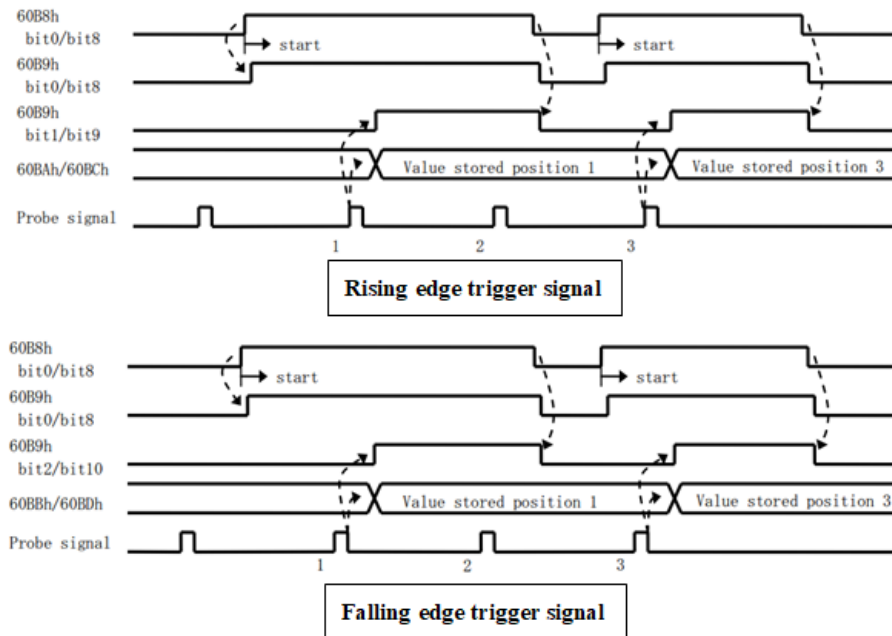 60B8h
bit0/bit8
start
start
60B9h
bit0/bit8
60B9h
bit1/bit9
60BAh/60BCh
Value stored position 1
Value stored position 3
Probe signal
1
2
3
Rising edge trigger signal
60B8h
bit0/bit8
start
start
60B9h
bit0/bit8
60B9h
bit2/bit10
60BBh/60BDh
Value stored position 1
Value stored position 3
Probe signal
1
2
3
Falling edge trigger signal